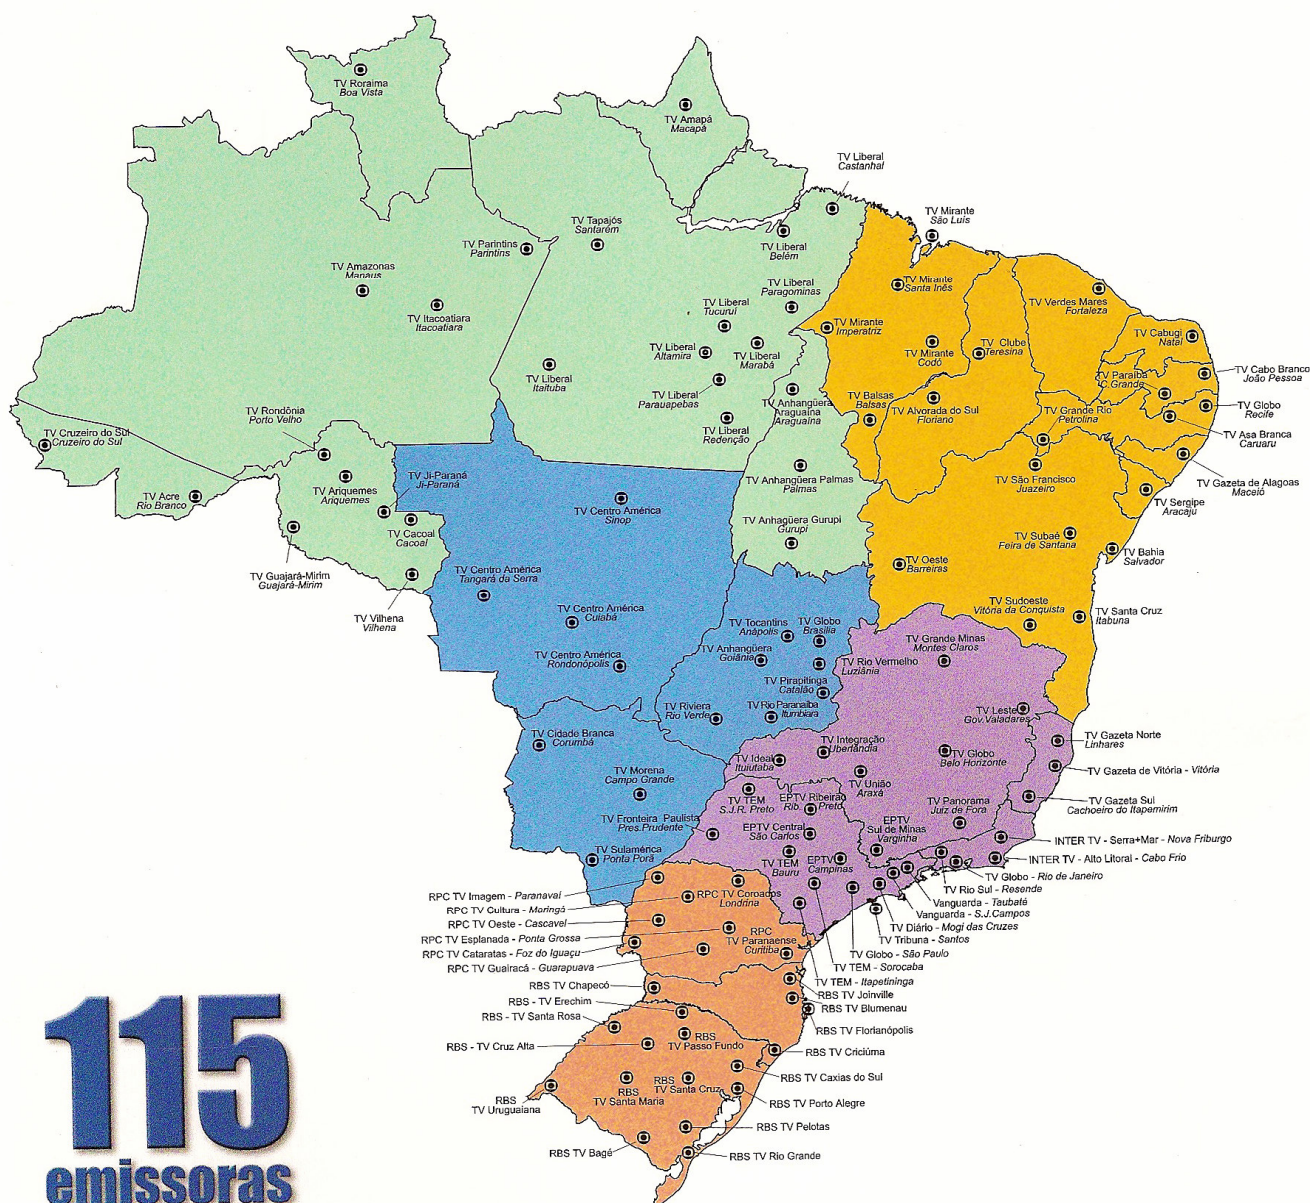 TV Roraima
Boa Vista
TV Amapá
Macapá
TV Liberal
Castanhal
TV Mirante
São Luís
TV Tapajós
Santarém
TV Parintins
Parintins
TV Liberal
Belém
TV Amazonas
Manaus
TV Itacoatiara
Itacoatiara
TV Liberal
Paragominas
TV Liberal
Tucuruí
TV Mirante
Santa Inês
TV Verdes Mares
Fortaleza
TV Mirante
Imperatriz
TV Cabugi
Natal
TV Liberal
Altamira
TV Liberal
Marabá
TV Mirante
Codó
TV Clube
Teresina
TV Cabo Branco
João Pessoa
TV Liberal
Itaituba
TV Paraíba
C.Grande
TV Liberal
Parauapebas
TV Anhangüera
Araguaína
Araguaína
TV Balsas
Balsas
TV Alvorada do Sul
Floriano
TV Grande Rio
Petrolina
TV Globo
Recife
TV Rondônia
Porto Velho
TV Liberal
Redenção
TV Asa Branca
Caruaru
TV Cruzeiro do Sul
Cruzeiro do Sul
TV Ji-Paraná
Ji-Paraná
TV Ariquemes
Ariquemes
TV Anhangüera Palmas
Palmas
TV São Francisco
Juazeiro
TV Gazeta de Alagoas
Maceió
TV Acre
Rio Branco
TV Centro América
Sinop
TV Sergipe
Aracaju
TV Cacoal
Cacoal
TV Anhagüera Gurupi
Gurupi
TV Subaé
Feira de Santana
TV Bahia
Salvador
TV Guajará-Mirim
Guajará-Mirim
TV Centro América
Tangará da Serra
TV Oeste
Barreiras
TV Vilhena
Vilhena
TV Centro América
Cuiabá
TV Sudoeste
Vitória da Conquista
TV Santa Cruz
Itabuna
TV Tocantins
Anápolis
TV Globo
Brasília
TV Grande Minas
Montes Claros
TV Centro América
Rondonópolis
TV Anhangüera
Goiânia
TV Rio Vermelho
Luziânia
TV Pirapitinga
Catalão
TV Riviera
Rio Verde
TV Rio Paranaíba
Itumbiara
TV Leste
Gov.Valadares
TV Cidade Branca
Corumbá
TV Integração
Uberlândia
TV Gazeta Norte
Linhares
TV Ideal
Ituiutaba
TV Globo
Belo Horizonte
TV Morena
Campo Grande
TV União
Araxá
TV Gazeta de Vitória - Vitória
TV TEM
S.J.R. Preto
EPTV Ribeirão
Rib. Preto
TV Panorama
Juiz de Fora
TV Gazeta Sul
Cachoeiro do Itapemirim
TV Fronteira Paulista
Pres.Prudente
EPTV Central
São Carlos
EPTV
Sul de Minas
Varginha
INTER TV - Serra+Mar - Nova Friburgo
TV Sulamérica
Ponta Porã
TV TEM
Bauru
EPTV
Campinas
INTER TV - Alto Litoral - Cabo Frio
TV Globo - Rio de Janeiro
TV Rio Sul - Resende
RPC TV Imagem - Paranavaí
RPC TV Coroados
Londrina
Vanguarda - Taubaté
RPC TV Cultura - Maringá
Vanguarda - S.J.Campos
RPC TV Oeste - Cascavel
TV Diário - Mogi das Cruzes
RPC TV Esplanada - Ponta Grossa
RPC
TV Paranaense
Curitiba
TV Tribuna - Santos
RPC TV Cataratas - Foz do Iguaçu
TV Globo - São Paulo
RPC TV Guairacá - Guarapuava
TV TEM - Sorocaba
TV TEM - Itapetininga
RBS TV Chapecó
RBS TV Joinville
RBS - TV Erechim
RBS TV Blumenau
RBS - TV Santa Rosa
RBS TV Florianópolis
RBS - TV Cruz Alta
RBS
TV Passo Fundo
RBS TV Criciúma
RBS TV Caxias do Sul
RBS
TV Uruguaiana
RBS
TV Santa Maria
RBS
TV Santa Cruz
RBS TV Porto Alegre
RBS TV Pelotas
RBS TV Bagé
RBS TV Rio Grande
115
emissoras